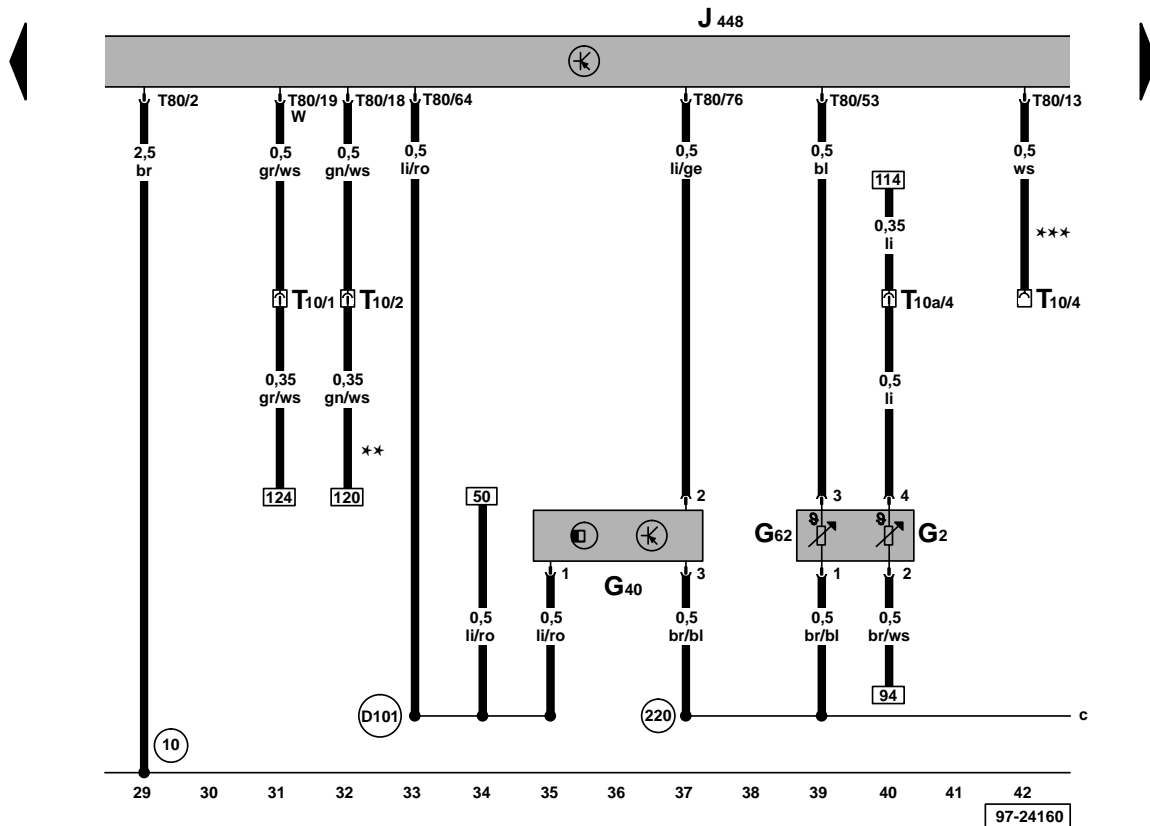 J 448
T80/2 T80/19 T80/18 T80/64 T80/76 T80/53 T80/13
W
2,5 0,5 0,5 0,5 0,5 0,5 0,5
br gr/ws gn/ws li/ro li/ge bl ws
114
0,35
li
***
T10/1 T10/2 T10a/4 T10/4
0,35 0,35 0,5
gr/ws gn/ws li
**
124 120 50 2 3 4
G62 G2
1 3 1 2
G40
0,5 0,5 0,5 0,5 0,5
li/ro li/ro br/bl br/bl br/ws
94
D101 220 c
10
29 30 31 32 33 34 35 36 37 38 39 40 41 42
97-24160